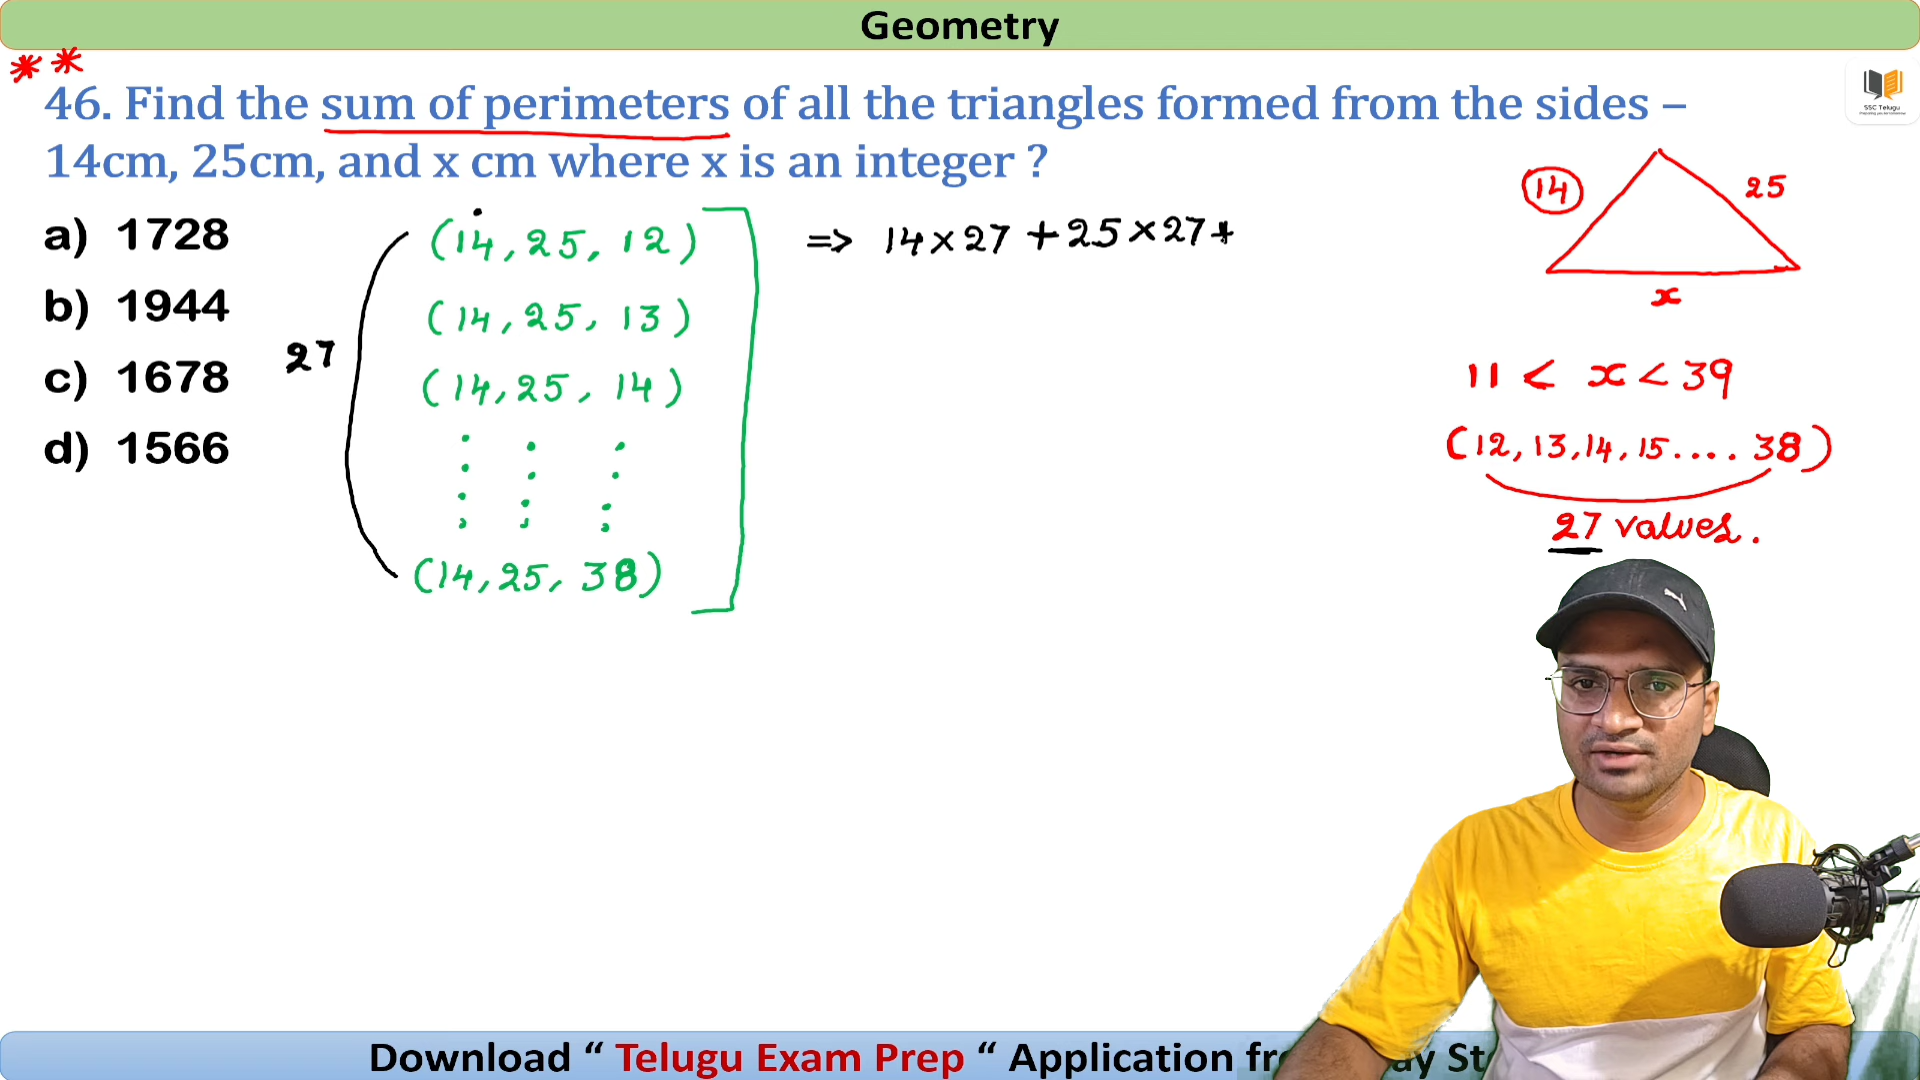 Geometry
**
46. Find the sum of perimeters of all the triangles formed from the sides –
14cm, 25cm, and x cm where x is an integer ?
SSC Telugu
a) 1728
b) 1944
c) 1678
d) 1566
27
(14, 25, 12)
(14, 25, 13)
(14, 25, 14)
(14, 25, 38)
=> 14×27 + 25×27+
14
25
x
11 < x < 39
(12, 13, 14, 15.... 38)
27 values.
Download “ Telugu Exam Prep “ Application